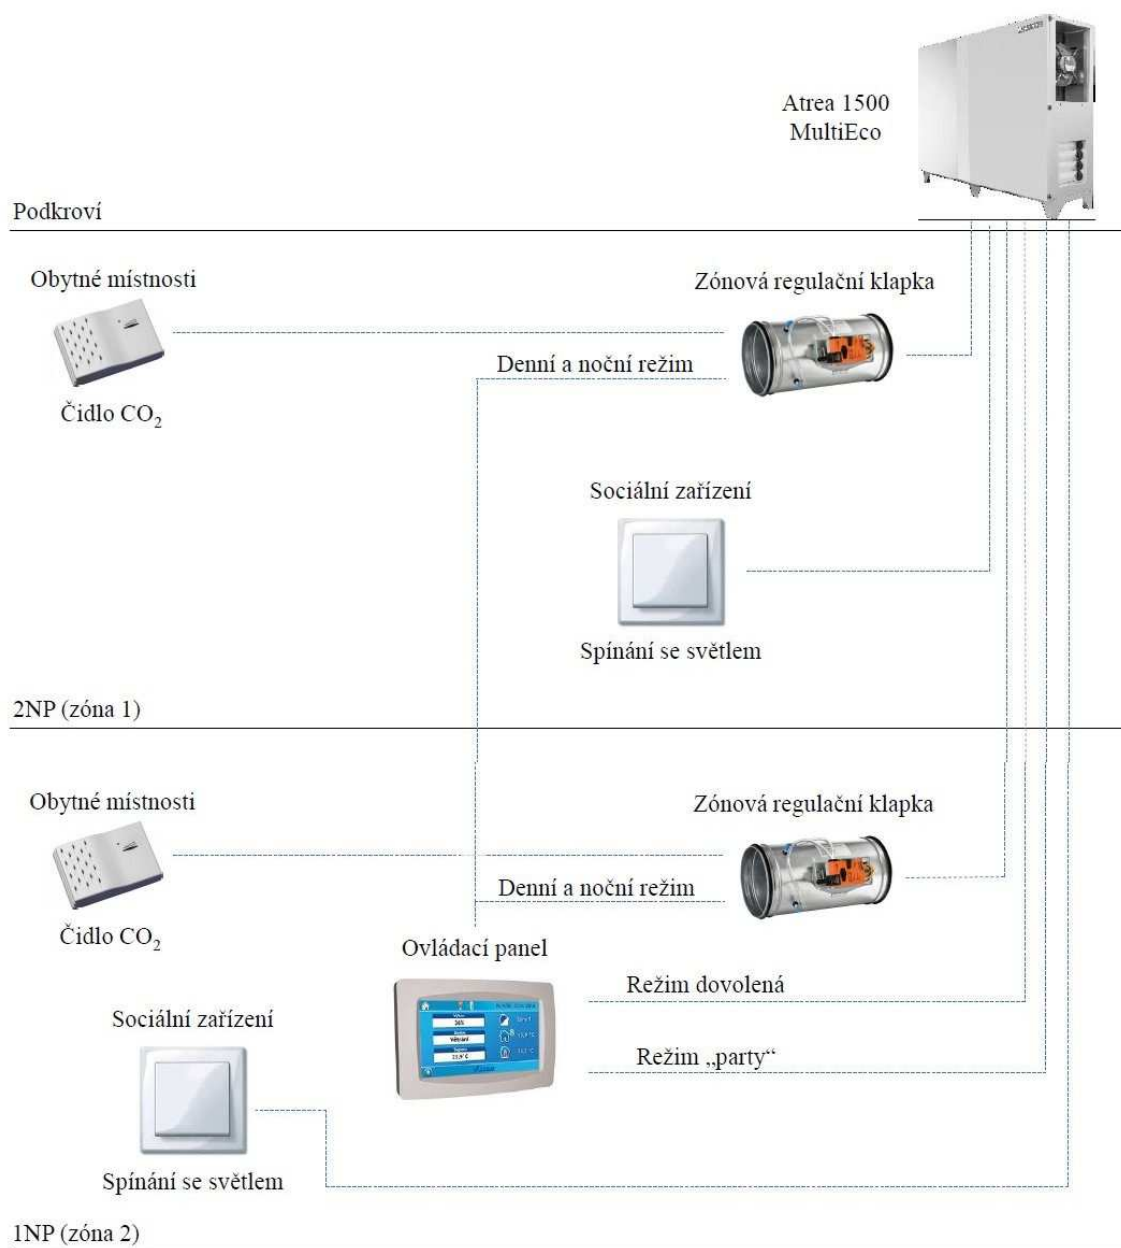 Atrea 1500
MultiEco
Podkroví
Obytné místnosti
Zónová regulační klapka
Denní a noční režim
Čidlo CO₂
Sociální zařízení
Spínání se světlem
2NP (zóna 1)
Obytné místnosti
Zónová regulační klapka
Denní a noční režim
Čidlo CO₂
Ovládací panel
Režim dovolená
Sociální zařízení
Větrání
Režim „party“
Spínání se světlem
1NP (zóna 2)